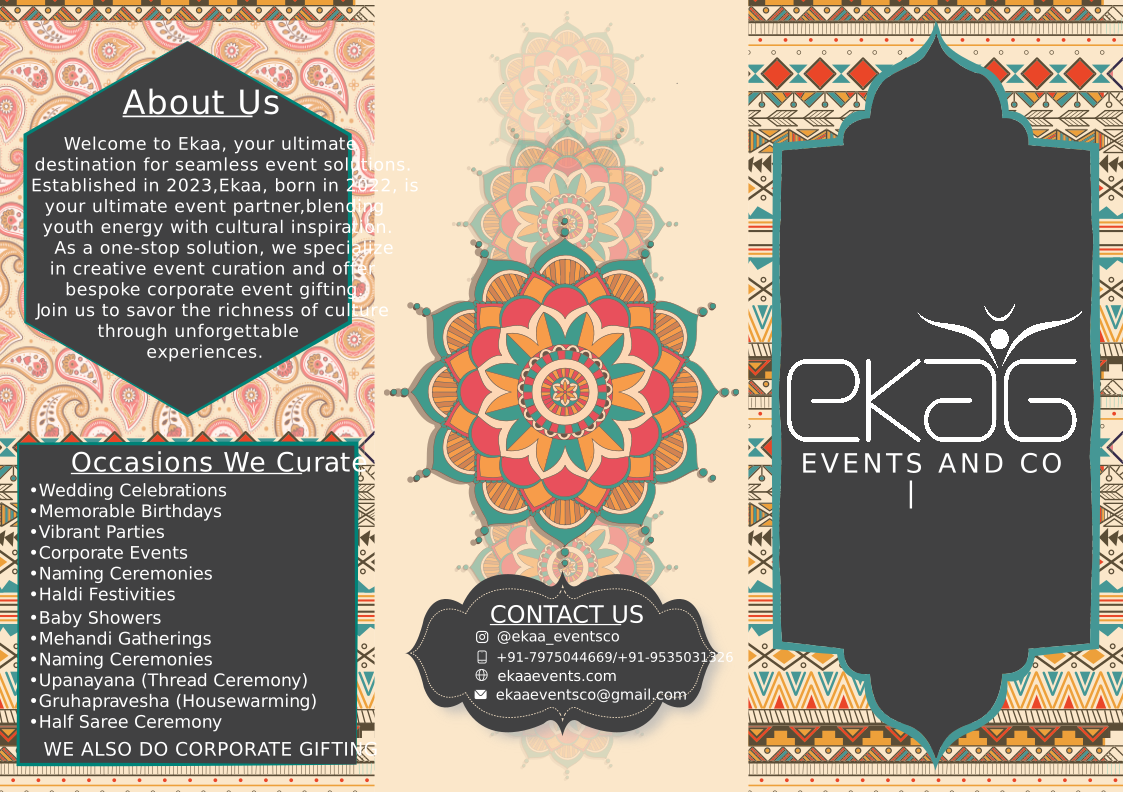 About Us
Welcome to Ekaa, your ultimate
destination for seamless event solutions.
Established in 2023,Ekaa, born in 2022, is
your ultimate event partner,blending
youth energy with cultural inspiration.
As a one-stop solution, we specialize
in creative event curation and offer
bespoke corporate event gifting.
Join us to savor the richness of culture
through unforgettable
experiences.
Occasions We Curate
•Wedding Celebrations
•Memorable Birthdays
•Vibrant Parties
•Corporate Events
•Naming Ceremonies
•Haldi Festivities
•Baby Showers
•Mehandi Gatherings
•Naming Ceremonies
•Upanayana (Thread Ceremony)
•Gruhapravesha (Housewarming)
•Half Saree Ceremony
WE ALSO DO CORPORATE GIFTING
CONTACT US
@ekaa_eventsco
+91-7975044669/+91-9535031326
ekaaevents.com
ekaaeventsco@gmail.com
ekaa
EVENTS AND CO
|